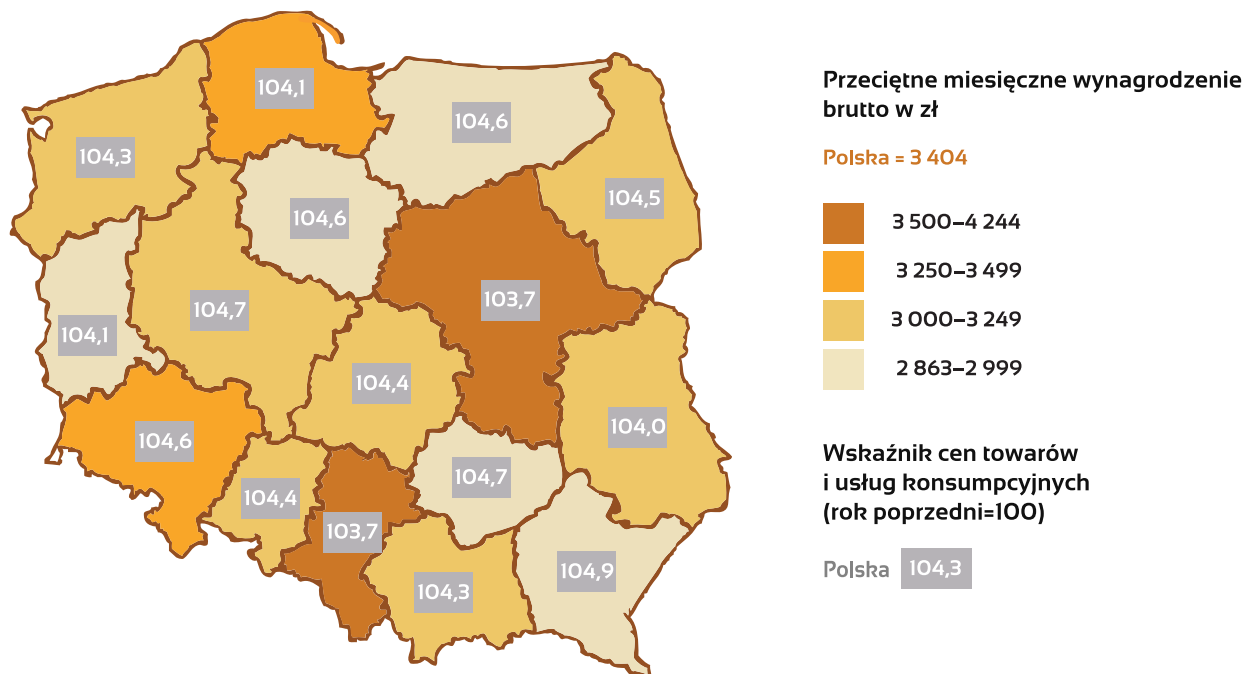 104,1
104,6
104,3
104,5
104,6
103,7
104,7
104,1
104,4
104,0
104,6
104,7
104,4
103,7
104,9
104,3
Przeciętne miesięczne wynagrodzenie
brutto w zł
Polska = 3 404
3 500–4 244
3 250–3 499
3 000–3 249
2 863–2 999
Wskaźnik cen towarów
i usług konsumpcyjnych
(rok poprzedni=100)
Polska 104,3